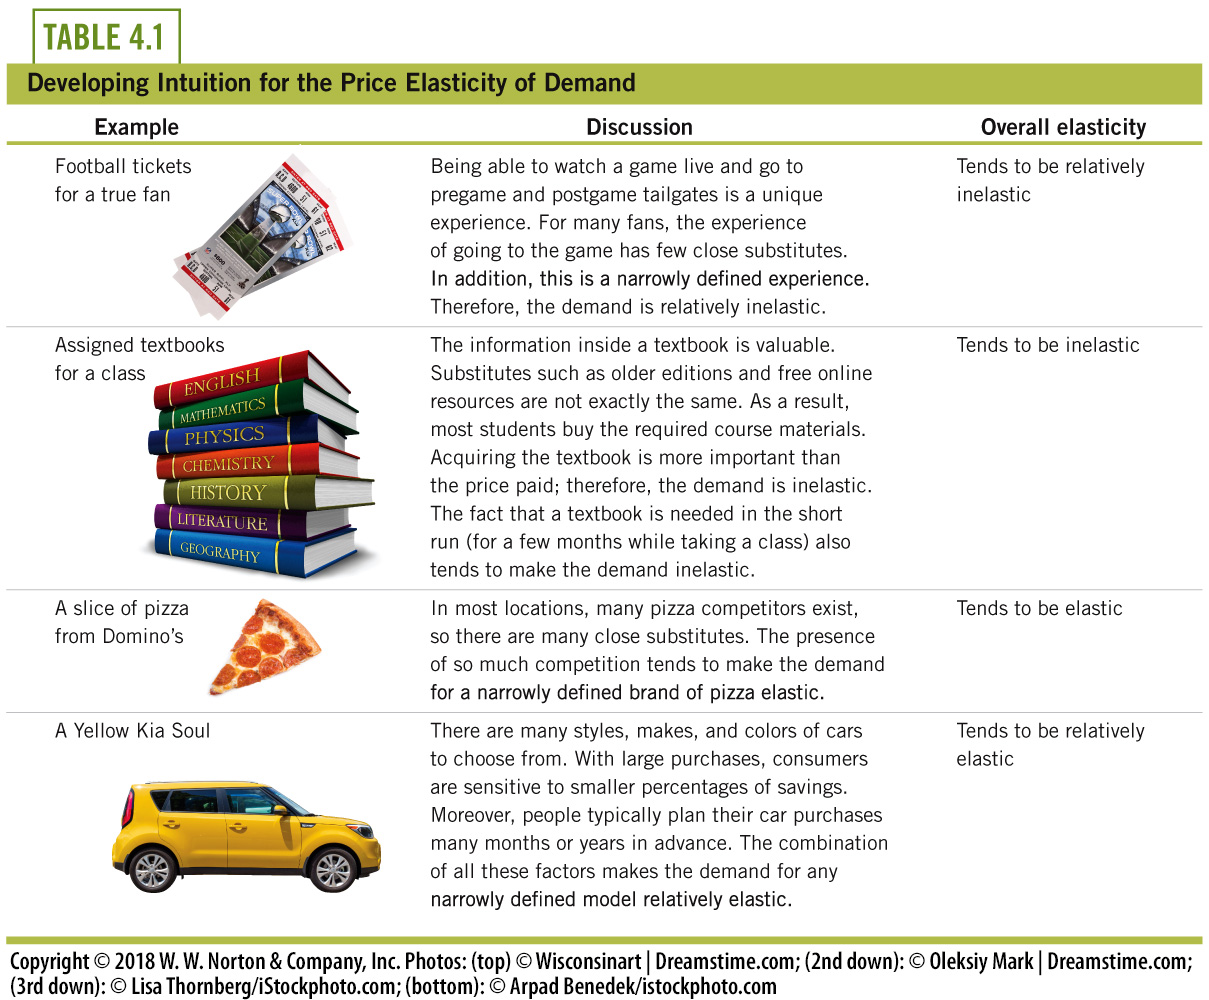 TABLE 4.1
Developing Intuition for the Price Elasticity of Demand
Example
Discussion
Overall elasticity
Football tickets
for a true fan
Being able to watch a game live and go to
pregame and postgame tailgates is a unique
experience. For many fans, the experience
of going to the game has few close substitutes.
In addition, this is a narrowly defined experience.
Therefore, the demand is relatively inelastic.
Tends to be relatively
inelastic
Assigned textbooks
for a class
ENGLISH
MATHEMATICS
PHYSICS
CHEMISTRY
HISTORY
LITERATURE
GEOGRAPHY
The information inside a textbook is valuable.
Substitutes such as older editions and free online
resources are not exactly the same. As a result,
most students buy the required course materials.
Acquiring the textbook is more important than
the price paid; therefore, the demand is inelastic.
The fact that a textbook is needed in the short
run (for a few months while taking a class) also
tends to make the demand inelastic.
Tends to be inelastic
A slice of pizza
from Domino’s
In most locations, many pizza competitors exist,
so there are many close substitutes. The presence
of so much competition tends to make the demand
for a narrowly defined brand of pizza elastic.
Tends to be elastic
A Yellow Kia Soul
There are many styles, makes, and colors of cars
to choose from. With large purchases, consumers
are sensitive to smaller percentages of savings.
Moreover, people typically plan their car purchases
many months or years in advance. The combination
of all these factors makes the demand for any
narrowly defined model relatively elastic.
Tends to be relatively
elastic
Copyright © 2018 W. W. Norton & Company, Inc. Photos: (top) © Wisconsinart | Dreamstime.com; (2nd down): © Oleksiy Mark | Dreamstime.com;
(3rd down): © Lisa Thornberg/iStockphoto.com; (bottom): © Arpad Benedek/istockphoto.com